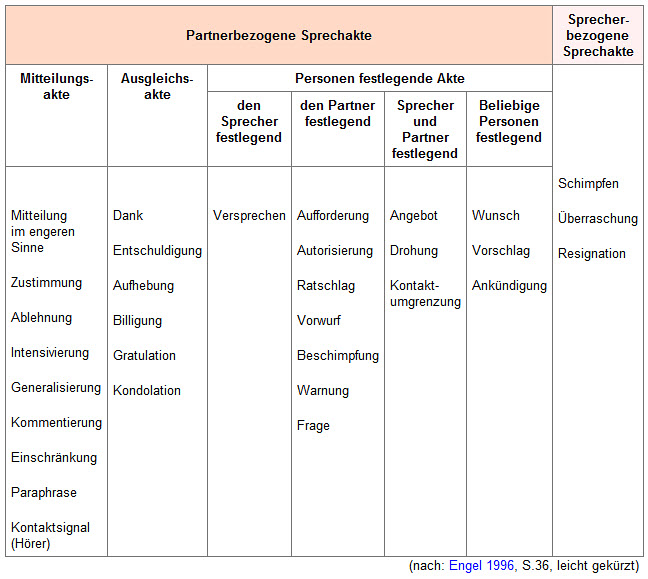 Partnerbezogene Sprechakte
Sprecher-
bezogene
Sprechakte
Mitteilungs-
akte
Ausgleichs-
akte
Personen festlegende Akte
den
Sprecher
festlegend
den Partner
festlegend
Sprecher
und
Partner
festlegend
Beliebige
Personen
festlegend
Mitteilung
im engeren
Sinne
Zustimmung
Ablehnung
Intensivierung
Generalisierung
Kommentierung
Einschränkung
Paraphrase
Kontaktsignal
(Hörer)
Dank
Entschuldigung
Aufhebung
Billigung
Gratulation
Kondolation
Versprechen
Aufforderung
Autorisierung
Ratschlag
Vorwurf
Beschimpfung
Warnung
Frage
Angebot
Drohung
Kontakt-
umgrenzung
Wunsch
Vorschlag
Ankündigung
Schimpfen
Überraschung
Resignation
(nach: Engel 1996, S.36, leicht gekürzt)